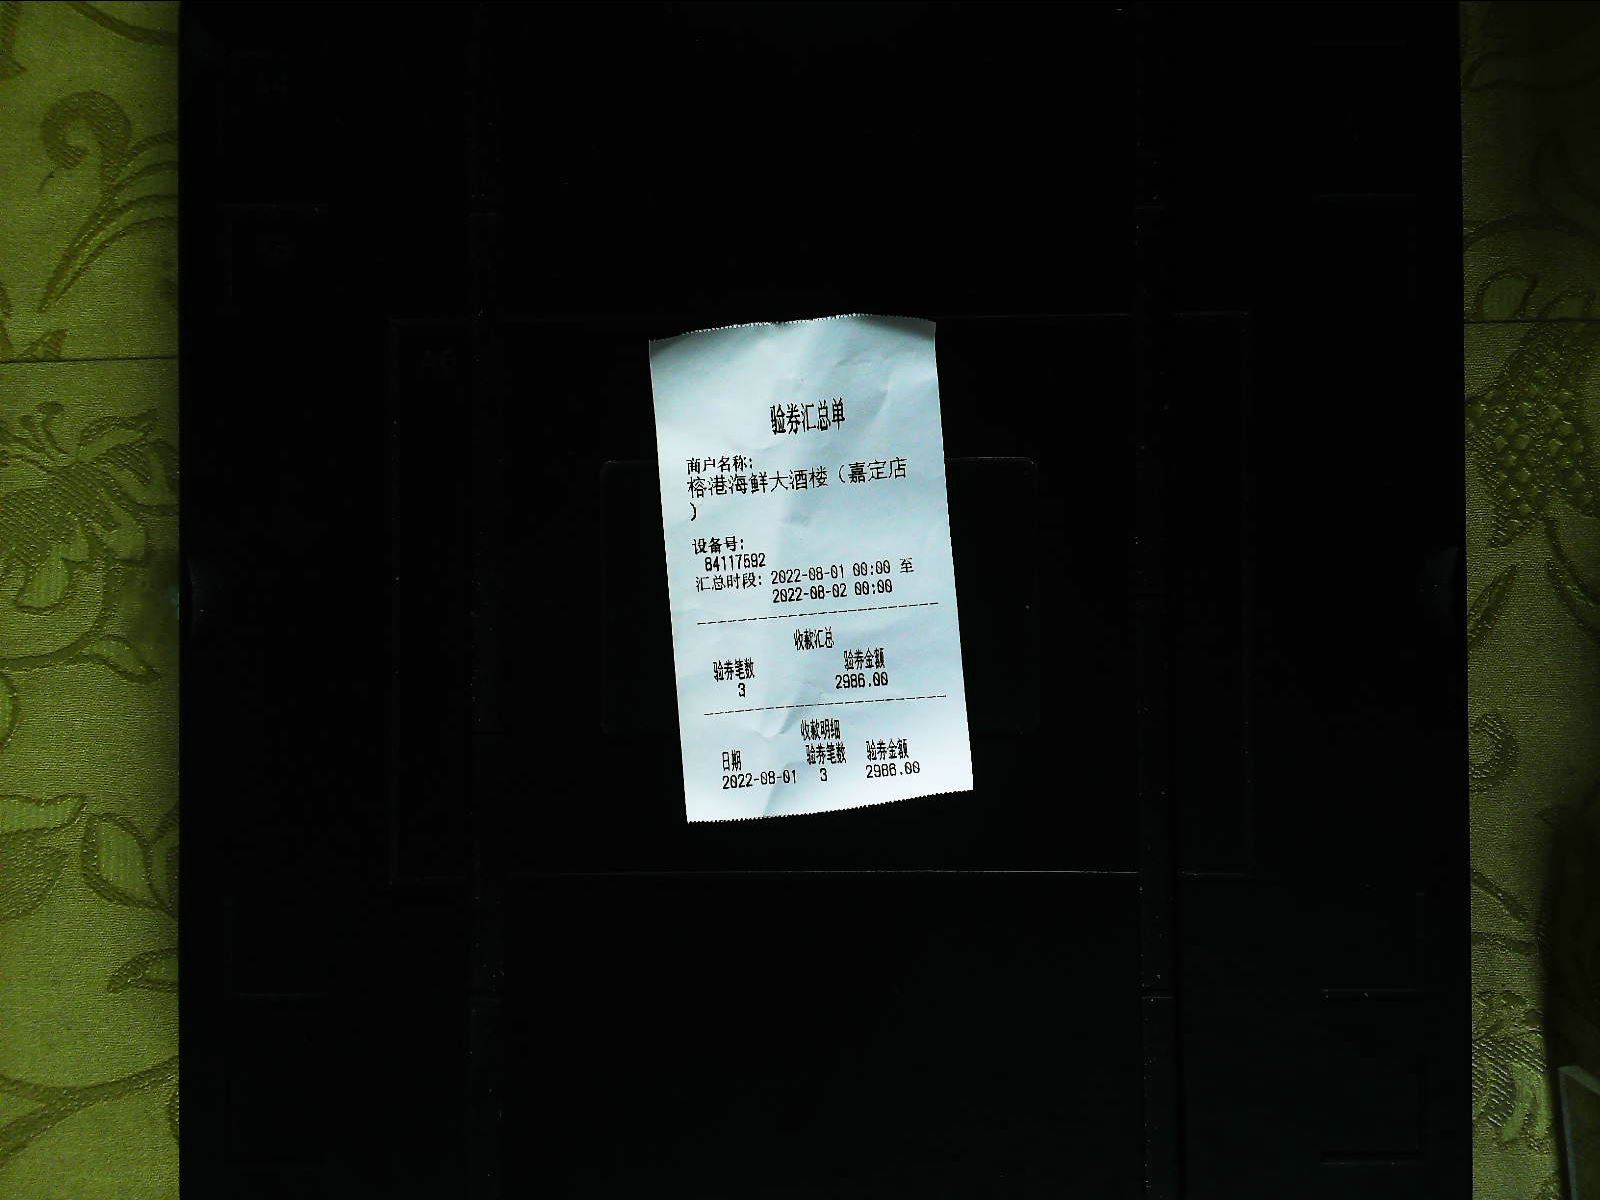 验券汇总单
商户名称:
榕港海鲜大酒楼（嘉定店
）
设备号:
84117592
汇总时段: 2022-08-01 00:00 至
2022-08-02 00:00
收款汇总
验券笔数 验券金额
3 2986.00
收款明细
日期 验券笔数 验券金额
2022-08-01 3 2986.00
A6